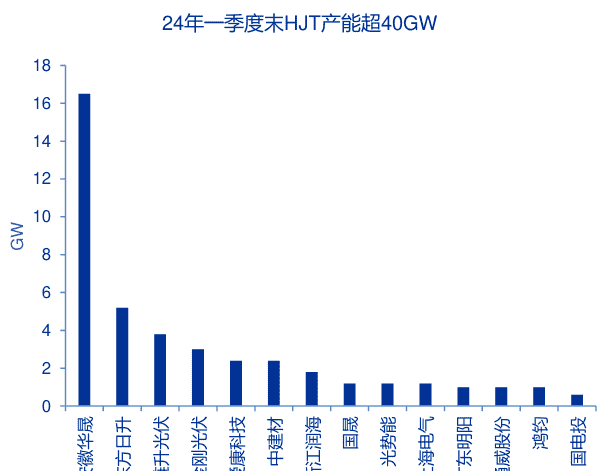 24年一季度末HJT产能超40GW
18
16
14
12
10
8
6
4
2
0
GW
徽华晟
方日升
升光伏
刚光伏
康科技
中建材
江润海
国晟
光势能
海电气
东明阳
威股份
鸿钧
国电投